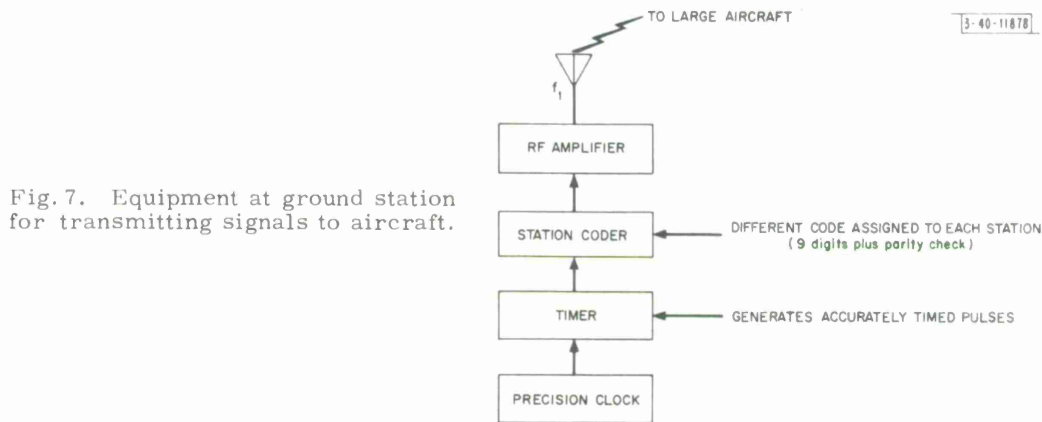 TO LARGE AIRCRAFT
3-40-11878
f1
RF AMPLIFIER
Fig. 7. Equipment at ground station
for transmitting signals to aircraft.
STATION CODER
DIFFERENT CODE ASSIGNED TO EACH STATION
(9 digits plus parity check)
TIMER
GENERATES ACCURATELY TIMED PULSES
PRECISION CLOCK